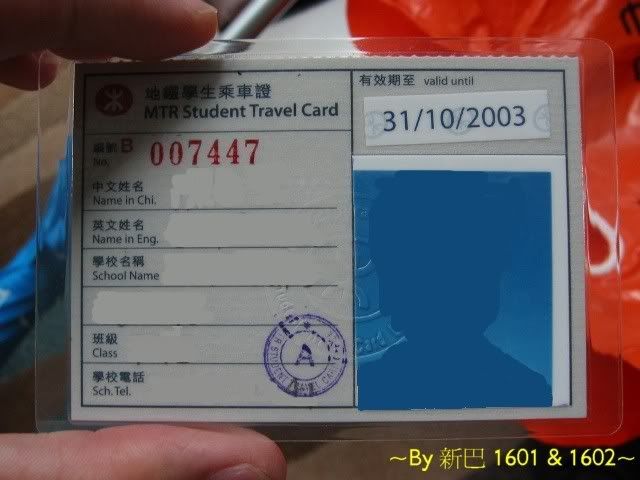 地鐵學生乘車證
MTR Student Travel Card
有效期至 valid until
31/10/2003
編號 B 007447
No.
中文姓名
Name in Chi.
英文姓名
Name in Eng.
學校名稱
School Name
班級
Class
學校電話
Sch. Tel.
A
~By 新巴 1601 & 1602~